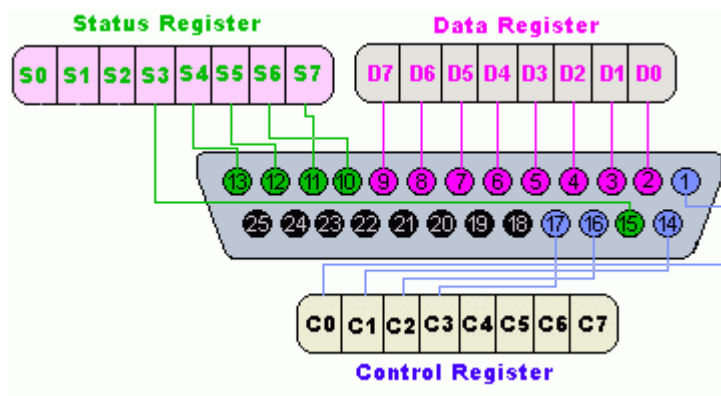 Status Register
Data Register
S0 S1 S2 S3 S4 S5 S6 S7
D7 D6 D5 D4 D3 D2 D1 D0
13 12 11 10 9 8 7 6 5 4 3 2 1
25 24 23 22 21 20 19 18 17 16 15 14
C0 C1 C2 C3 C4 C5 C6 C7
Control Register